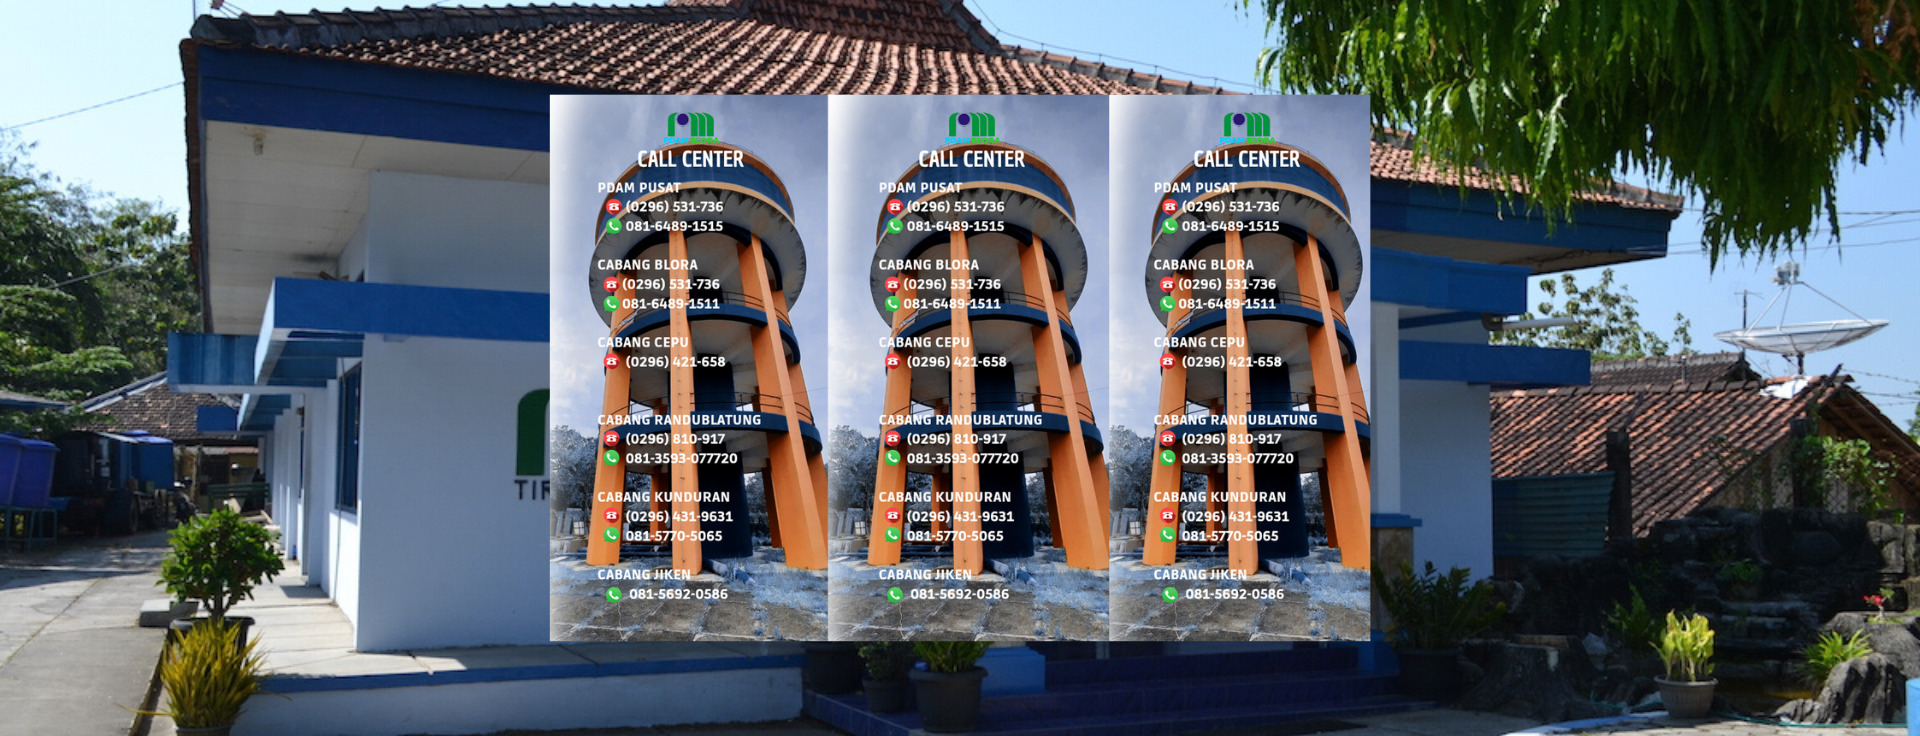 PDAM BLORA
CALL CENTER
PDAM PUSAT
(0296) 531-736
081-6489-1515
CABANG BLORA
(0296) 531-736
081-6489-1511
CABANG CEPU
(0296) 421-658
CABANG RANDUBLATUNG
(0296) 810-917
081-3593-077720
CABANG KUNDURAN
(0296) 431-9631
081-5770-5065
CABANG JIKEN
081-5692-0586
PDAM BLORA
CALL CENTER
PDAM PUSAT
(0296) 531-736
081-6489-1515
CABANG BLORA
(0296) 531-736
081-6489-1511
CABANG CEPU
(0296) 421-658
CABANG RANDUBLATUNG
(0296) 810-917
081-3593-077720
CABANG KUNDURAN
(0296) 431-9631
081-5770-5065
CABANG JIKEN
081-5692-0586
PDAM BLORA
CALL CENTER
PDAM PUSAT
(0296) 531-736
081-6489-1515
CABANG BLORA
(0296) 531-736
081-6489-1511
CABANG CEPU
(0296) 421-658
CABANG RANDUBLATUNG
(0296) 810-917
081-3593-077720
CABANG KUNDURAN
(0296) 431-9631
081-5770-5065
CABANG JIKEN
081-5692-0586